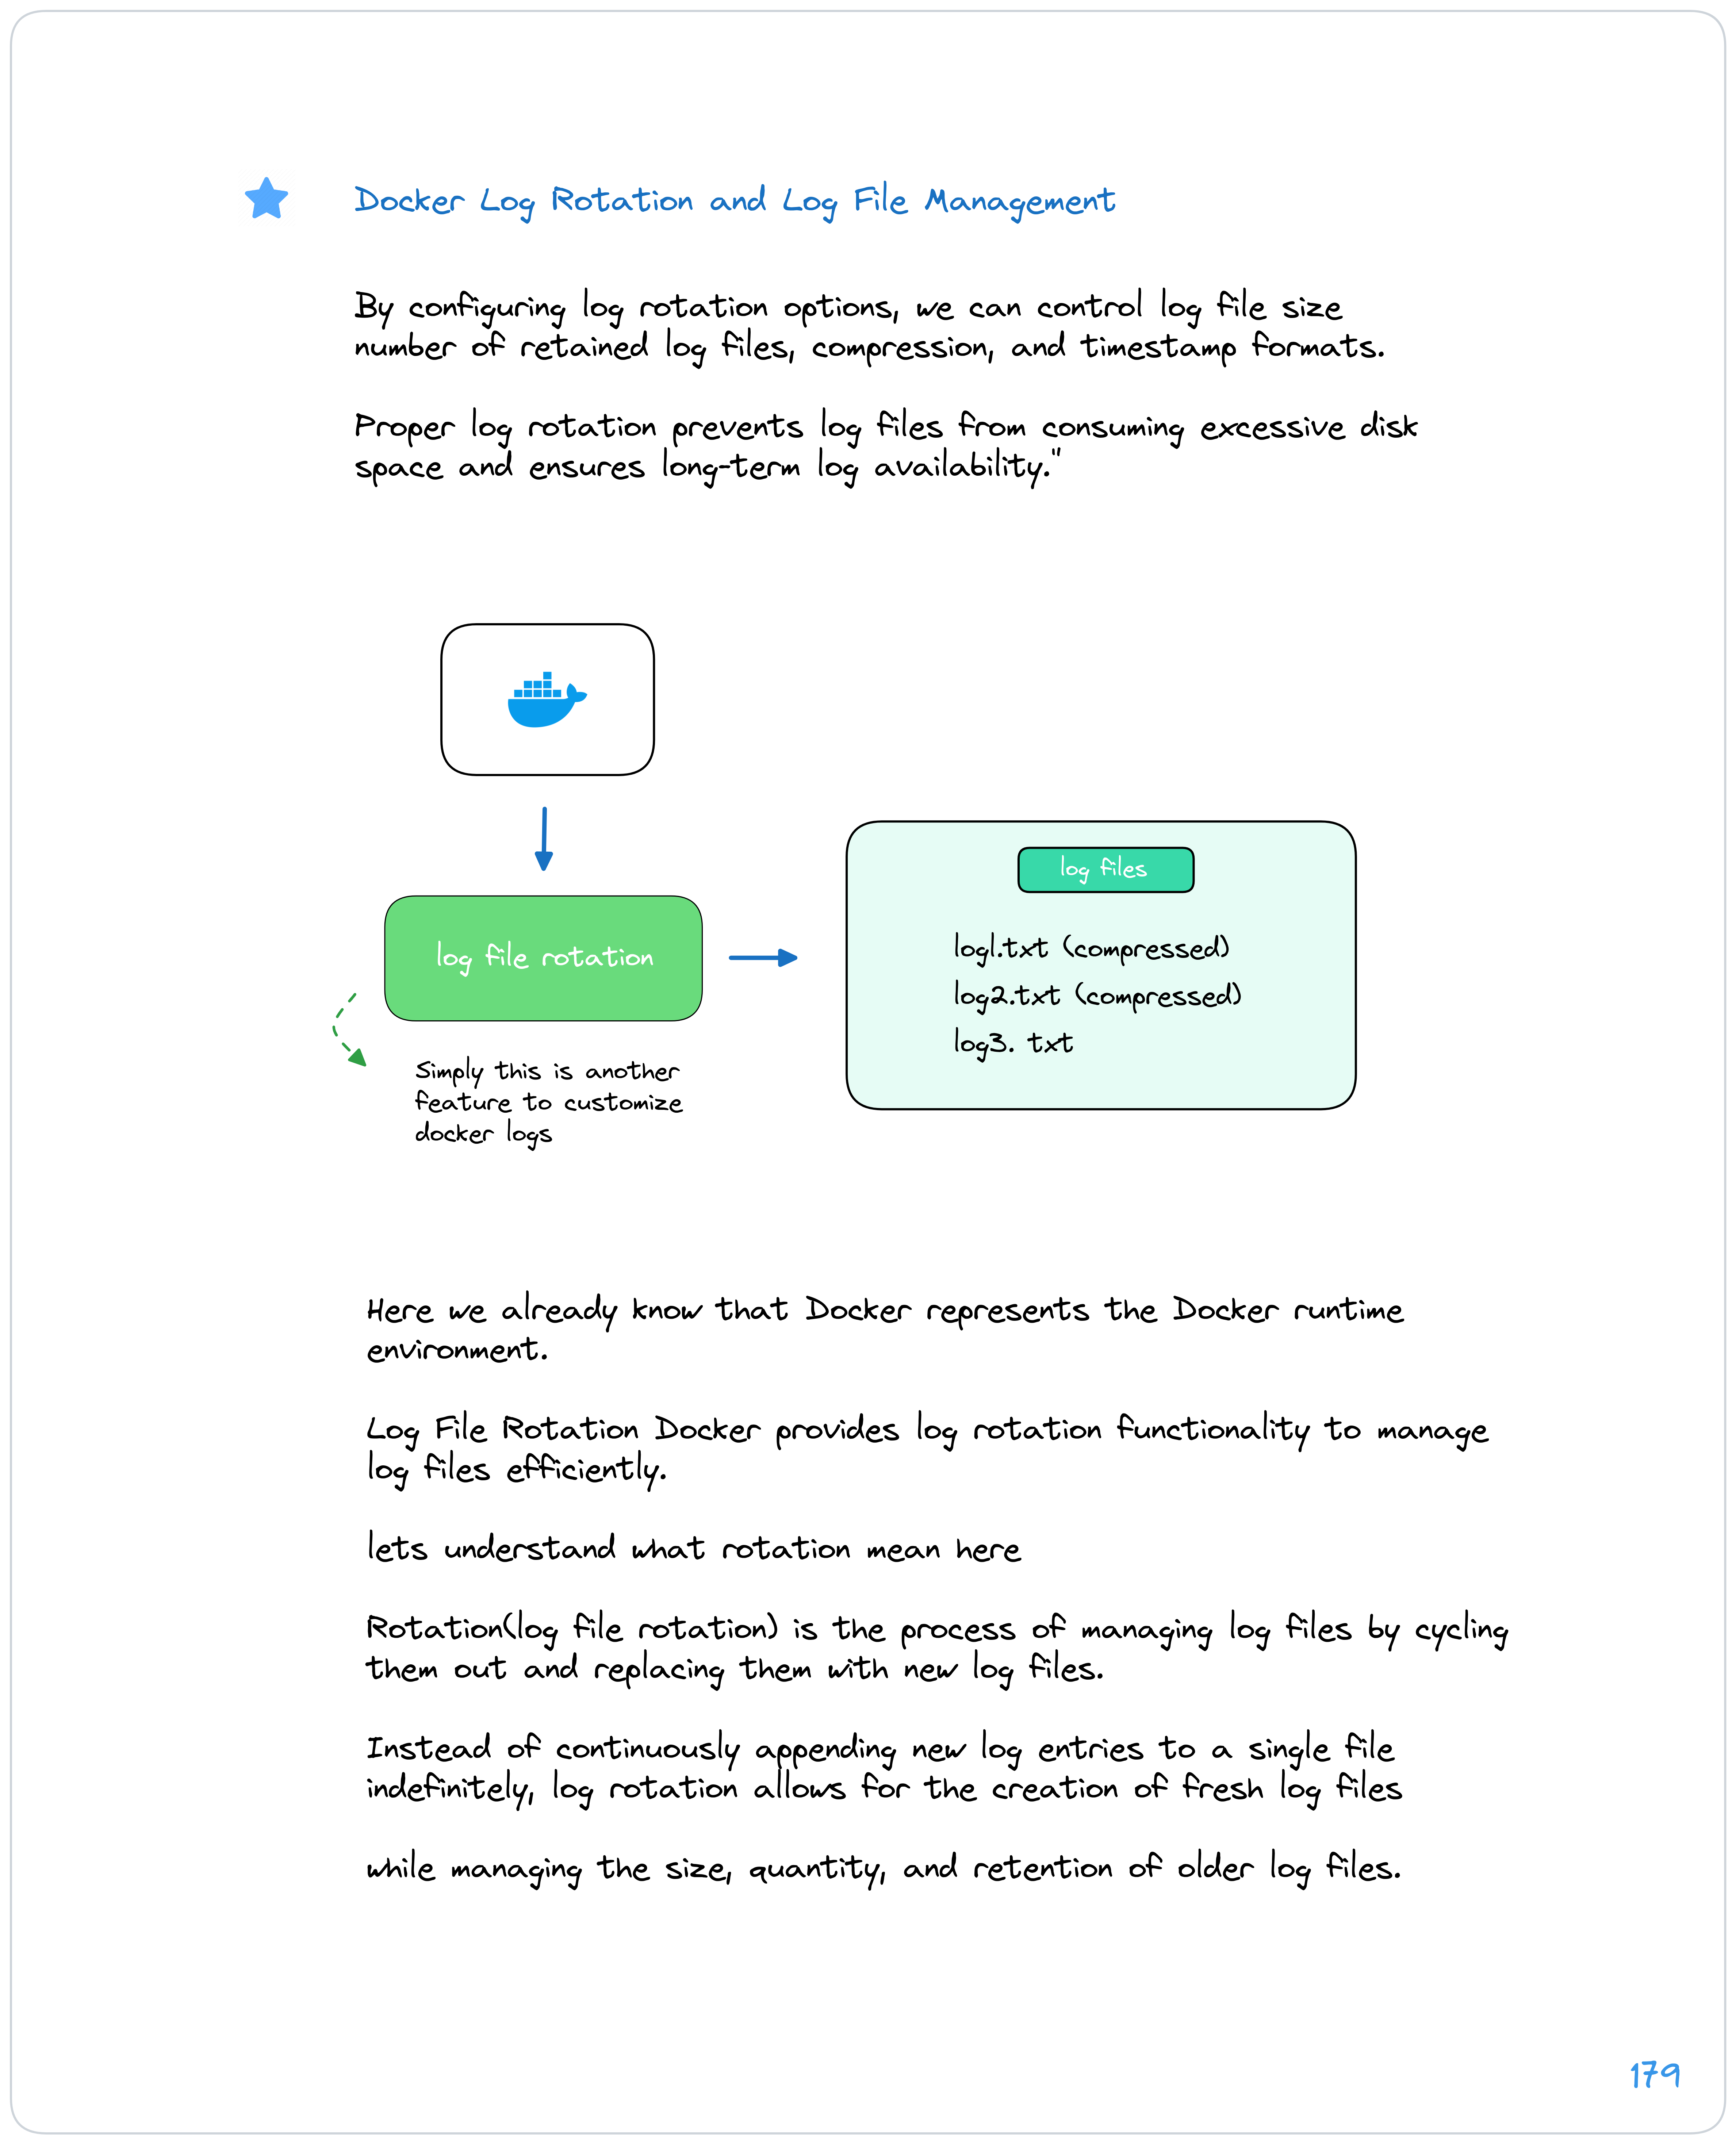 Docker Log Rotation and Log File Management
By configuring log rotation options, we can control log file size
number of retained log files, compression, and timestamp formats.
Proper log rotation prevents log files from consuming excessive disk
space and ensures long-term log availability."
log files
log1.txt (compressed)
log file rotation
log2.txt (compressed)
log3. txt
Simply this is another
feature to customize
docker logs
Here we already know that Docker represents the Docker runtime
environment.
Log File Rotation Docker provides log rotation functionality to manage
log files efficiently.
lets understand what rotation mean here
Rotation(log file rotation) is the process of managing log files by cycling
them out and replacing them with new log files.
Instead of continuously appending new log entries to a single file
indefinitely, log rotation allows for the creation of fresh log files
while managing the size, quantity, and retention of older log files.
179